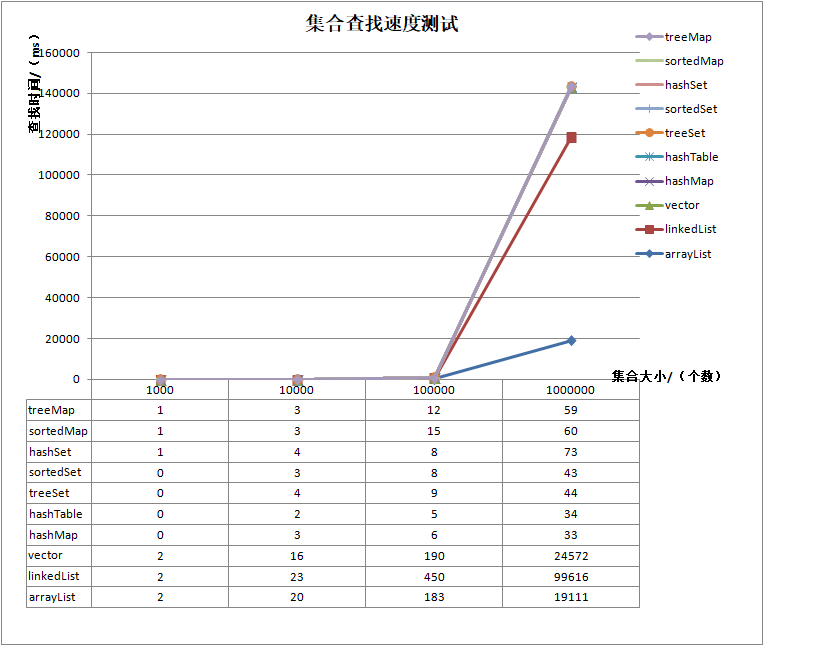 集合查找速度测试
查找时间/（ms）
160000
140000
120000
100000
80000
60000
40000
20000
0
treeMap
sortedMap
hashSet
sortedSet
treeSet
hashTable
hashMap
vector
linkedList
arrayList
集合大小/（个数）
1000 10000 100000 1000000
treeMap 1 3 12 59
sortedMap 1 3 15 60
hashSet 1 4 8 73
sortedSet 0 3 8 43
treeSet 0 4 9 44
hashTable 0 2 5 34
hashMap 0 3 6 33
vector 2 16 190 24572
linkedList 2 23 450 99616
arrayList 2 20 183 19111